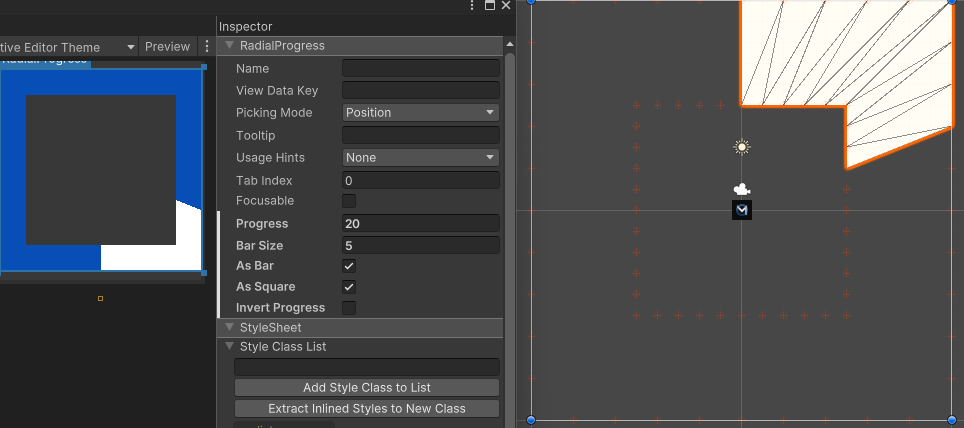 Inspector
tive Editor Theme
Preview
RadialProgress
RadialProgress
Name
View Data Key
Picking Mode
Position
Tooltip
Usage Hints
None
Tab Index
0
Focusable
Progress
20
Bar Size
5
As Bar
As Square
Invert Progress
StyleSheet
Style Class List
Add Style Class to List
Extract Inlined Styles to New Class